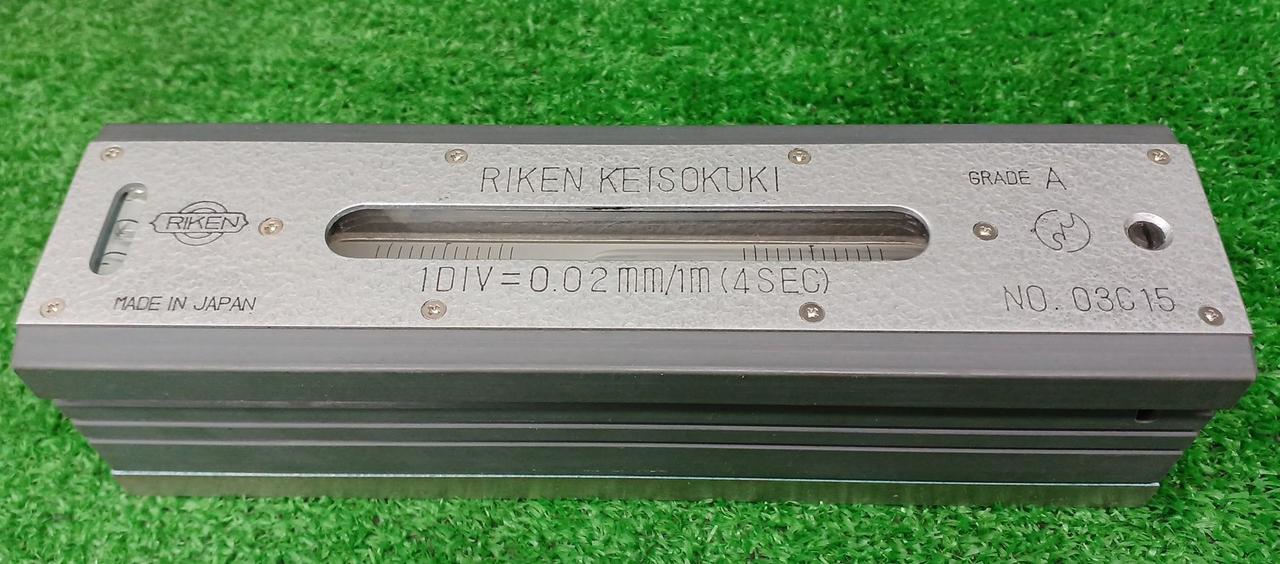 RIKEN KEISOKUKI
GRADE A
RIKEN
1DIV=0.02mm/1m(4SEC)
MADE IN JAPAN
NO. 03C15